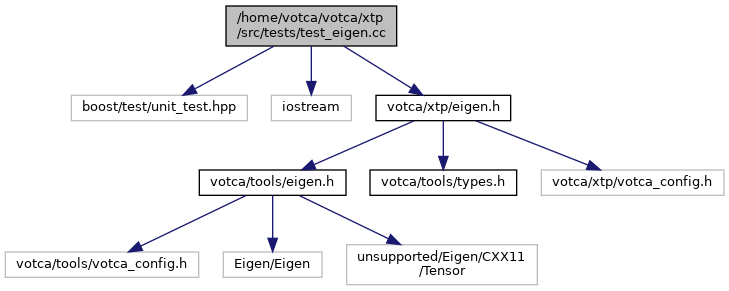 /home/votca/votca/xtp
/src/tests/test_eigen.cc
boost/test/unit_test.hpp
iostream
votca/xtp/eigen.h
votca/tools/eigen.h
votca/tools/types.h
votca/xtp/votca_config.h
votca/tools/votca_config.h
Eigen/Eigen
unsupported/Eigen/CXX11
/Tensor